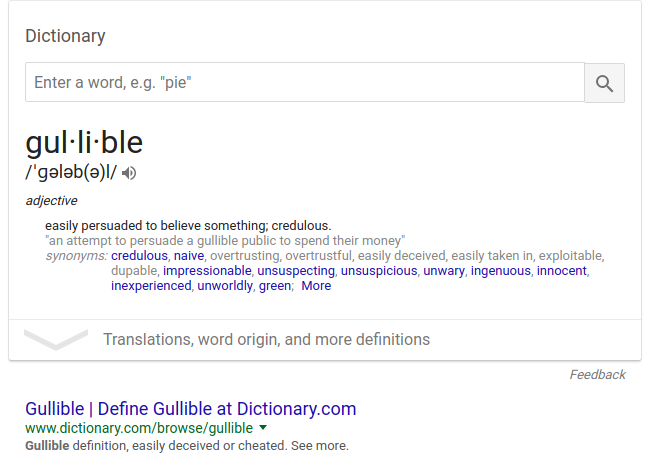 Dictionary
Enter a word, e.g. "pie"
gul·li·ble
/ˈɡələb(ə)l/
adjective
easily persuaded to believe something; credulous.
"an attempt to persuade a gullible public to spend their money"
synonyms: credulous, naive, overtrusting, overtrustful, easily deceived, easily taken in, exploitable,
dupable, impressionable, unsuspecting, unsuspicious, unwary, ingenuous, innocent,
inexperienced, unworldly, green; More
Translations, word origin, and more definitions
Feedback
Gullible | Define Gullible at Dictionary.com
www.dictionary.com/browse/gullible
Gullible definition, easily deceived or cheated. See more.